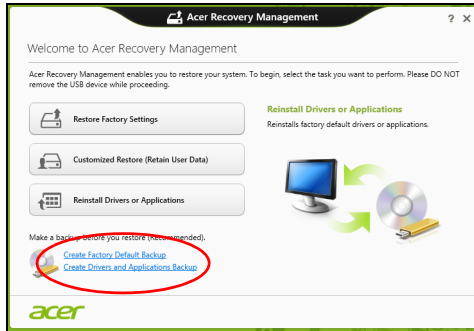 Acer Recovery Management
? X
Welcome to Acer Recovery Management
Acer Recovery Management enables you to restore your system. To begin, select the task you want to perform. Please DO NOT
remove the USB device while proceeding.
Restore Factory Settings
Customized Restore (Retain User Data)
Reinstall Drivers or Applications
Reinstall Drivers or Applications
Reinstalls factory default drivers or applications.
Make a backup before you restore (Recommended).
Create Factory Default Backup
Create Drivers and Applications Backup
acer